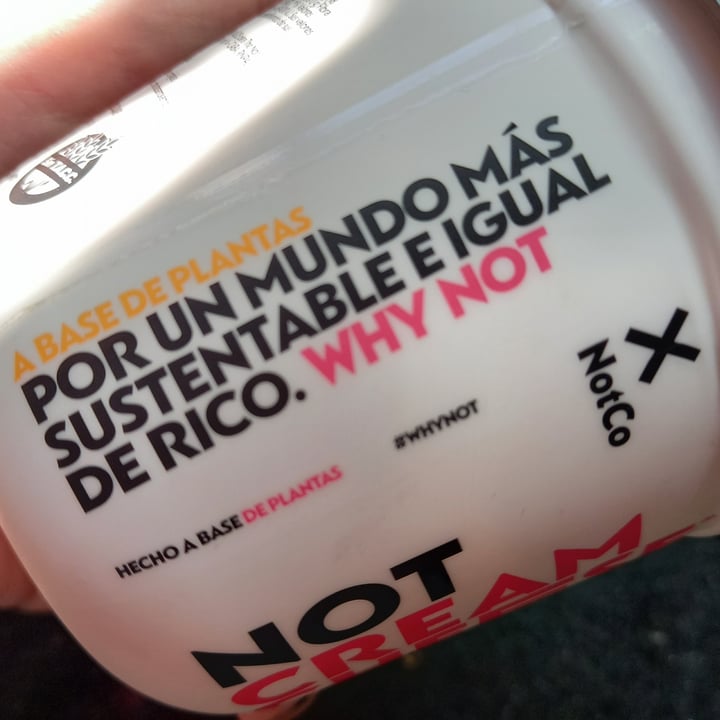 A BASE DE PLANTAS
POR UN MUNDO MÁS
SUSTENTABLE E IGUAL
DE RICO. WHY NOT
#WHYNOT
HECHO A BASE DE PLANTAS
NotCo
NOT
CREAM